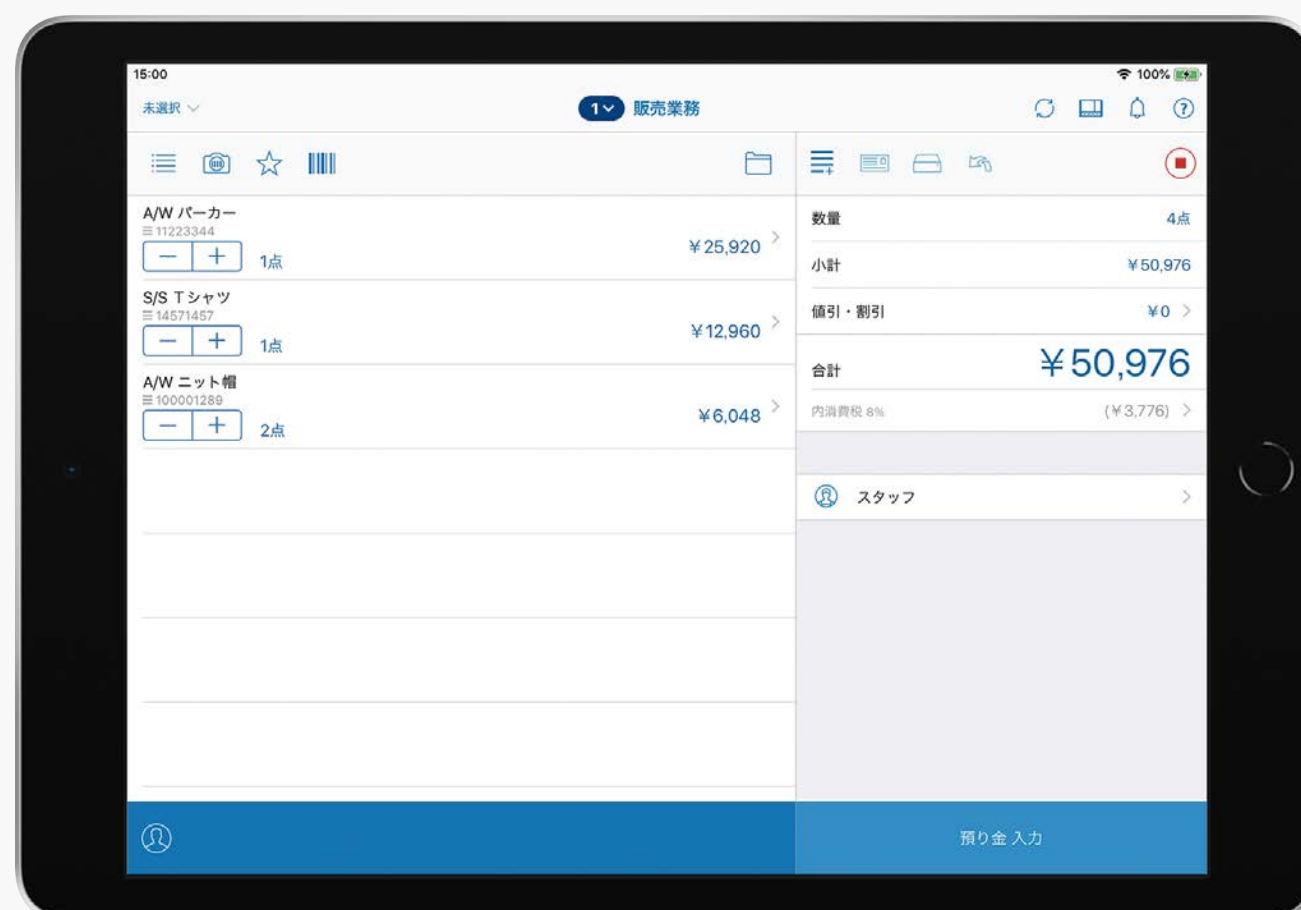 15:00
100%
未選択
1 販売業務
A/W パーカー
11223344
1点
¥25,920
S/S Tシャツ
14571457
1点
¥12,960
A/W ニット帽
100001289
2点
¥6,048
数量 4点
小計 ¥50,976
値引・割引 ¥0
合計 ¥50,976
内消費税 8% (¥3,776)
スタッフ
預り金 入力